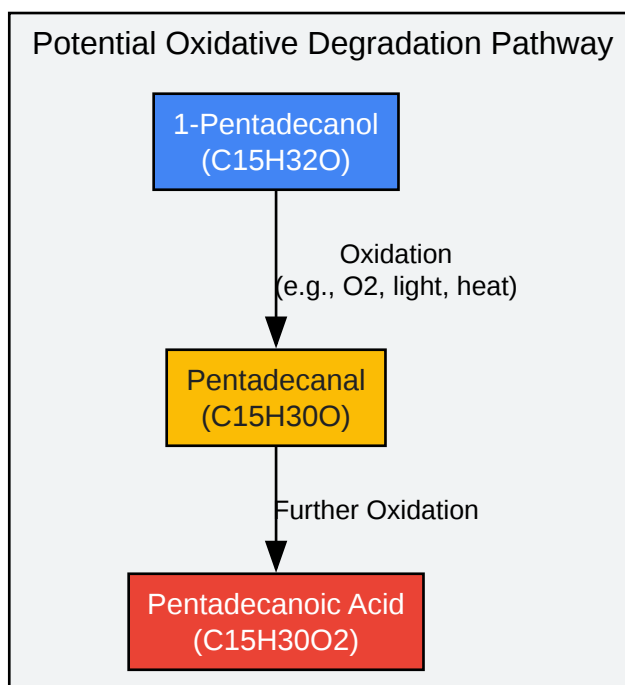 Potential Oxidative Degradation Pathway
1-Pentadecanol
(C15H32O)
Oxidation
(e.g., O2, light, heat)
Pentadecanal
(C15H30O)
Further Oxidation
Pentadecanoic Acid
(C15H30O2)